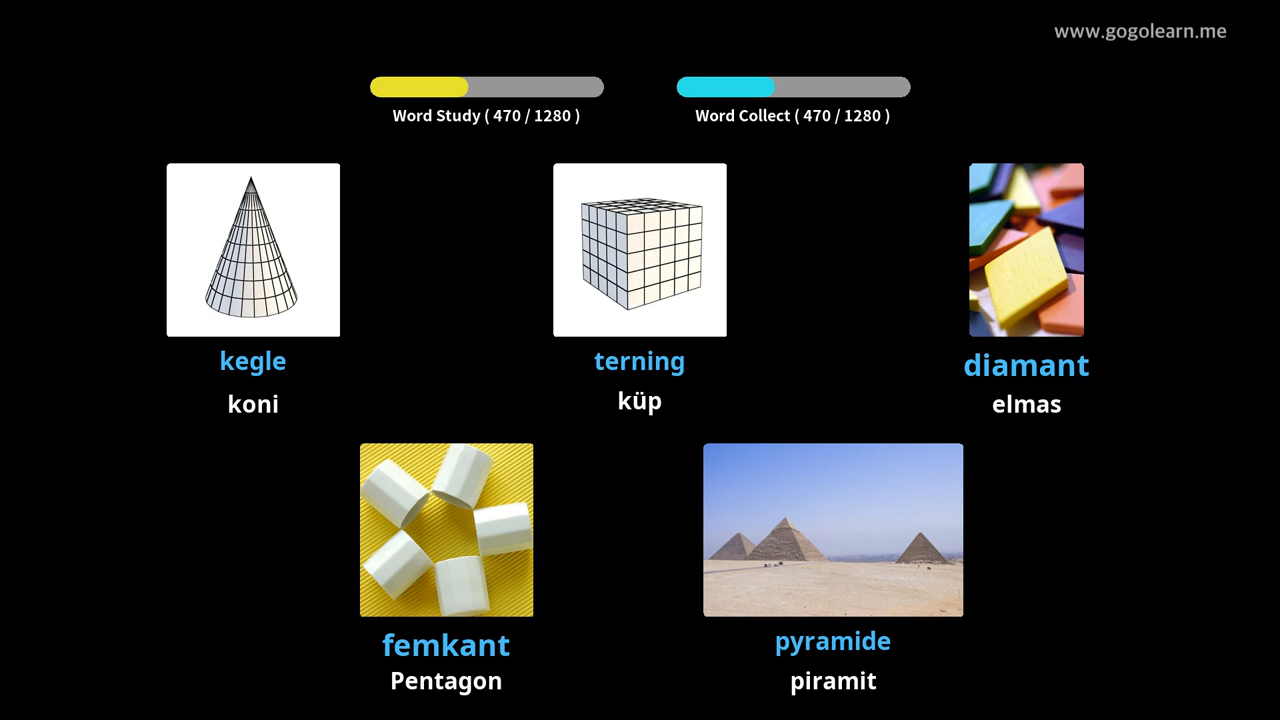 www.gogolearn.me
Word Study ( 470 / 1280 )
Word Collect ( 470 / 1280 )
kegle
koni
terning
küp
diamant
elmas
femkant
Pentagon
pyramide
piramit